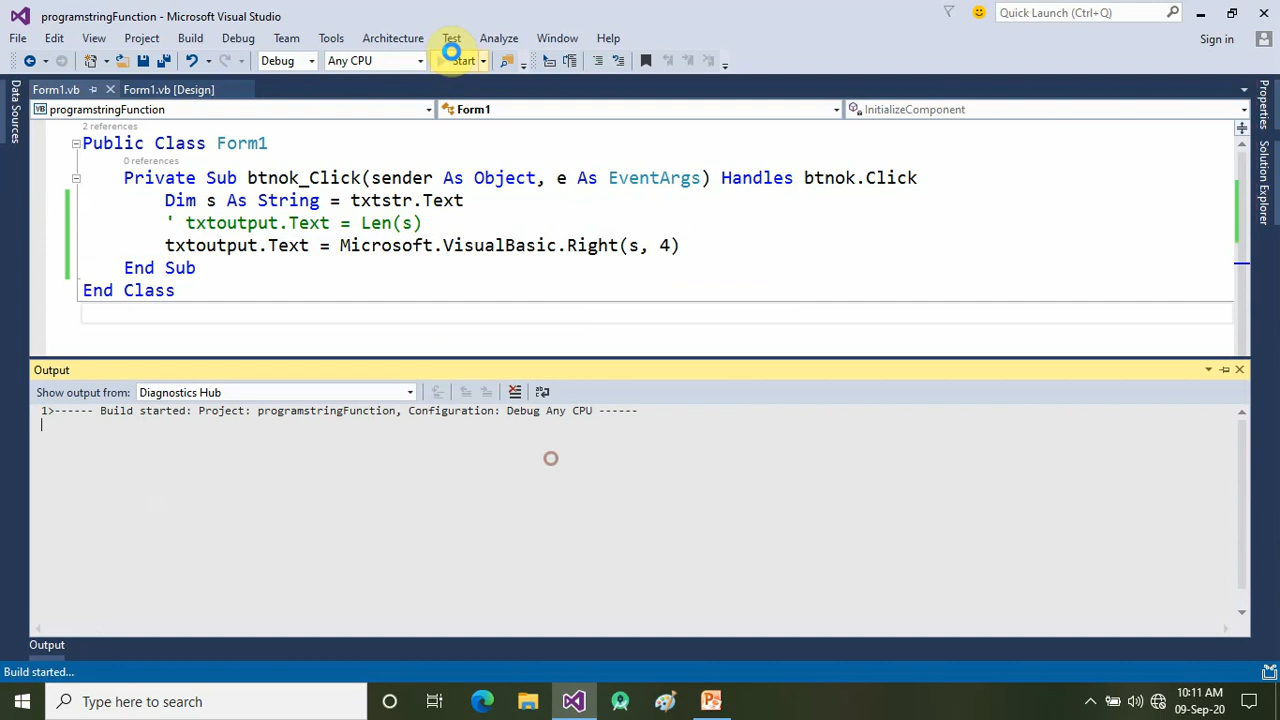 programstringFunction - Microsoft Visual Studio
Quick Launch (Ctrl+Q)
File Edit View Project Build Debug Team Tools Architecture Test Analyze Window Help
Sign in
Debug Any CPU Start
Form1.vb Form1.vb [Design]
programstringFunction Form1 InitializeComponent
2 references
Public Class Form1
0 references
Private Sub btnok_Click(sender As Object, e As EventArgs) Handles btnok.Click
Dim s As String = txtstr.Text
' txtoutput.Text = Len(s)
txtoutput.Text = Microsoft.VisualBasic.Right(s, 4)
End Sub
End Class
Data Sources
Properties
Solution Explorer
Output
Show output from: Diagnostics Hub
1>------ Build started: Project: programstringFunction, Configuration: Debug Any CPU ------
Output
Build started...
Type here to search
10:11 AM
09-Sep-20